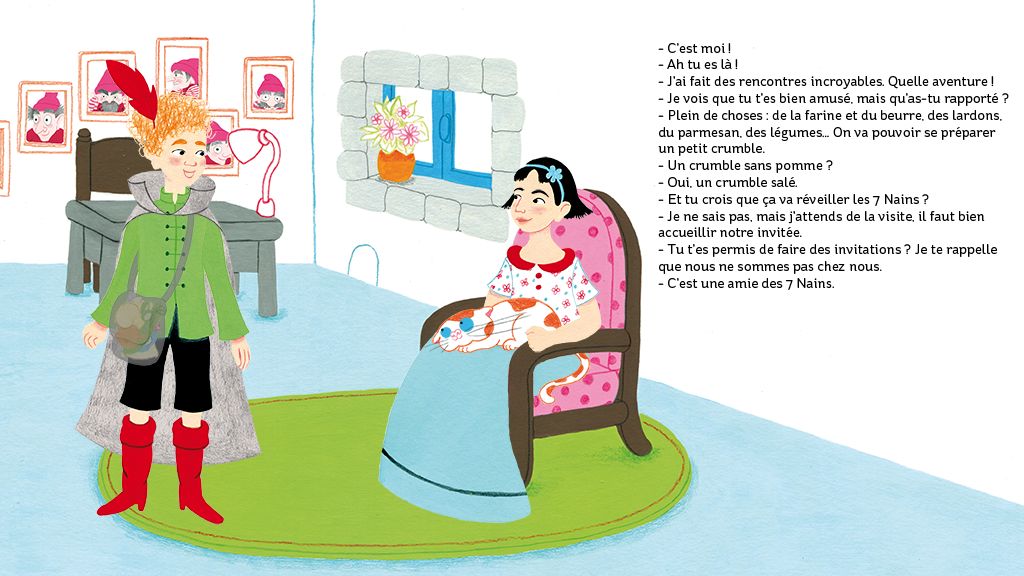 - C'est moi !
- Ah tu es là !
- J'ai fait des rencontres incroyables. Quelle aventure !
- Je vois que tu t'es bien amusé, mais qu'as-tu rapporté ?
- Plein de choses : de la farine et du beurre, des lardons,
du parmesan, des légumes... On va pouvoir se préparer
un petit crumble.
- Un crumble sans pomme ?
- Oui, un crumble salé.
- Et tu crois que ça va réveiller les 7 Nains ?
- Je ne sais pas, mais j'attends de la visite, il faut bien
accueillir notre invitée.
- Tu t'es permis de faire des invitations ? Je te rappelle
que nous ne sommes pas chez nous.
- C'est une amie des 7 Nains.